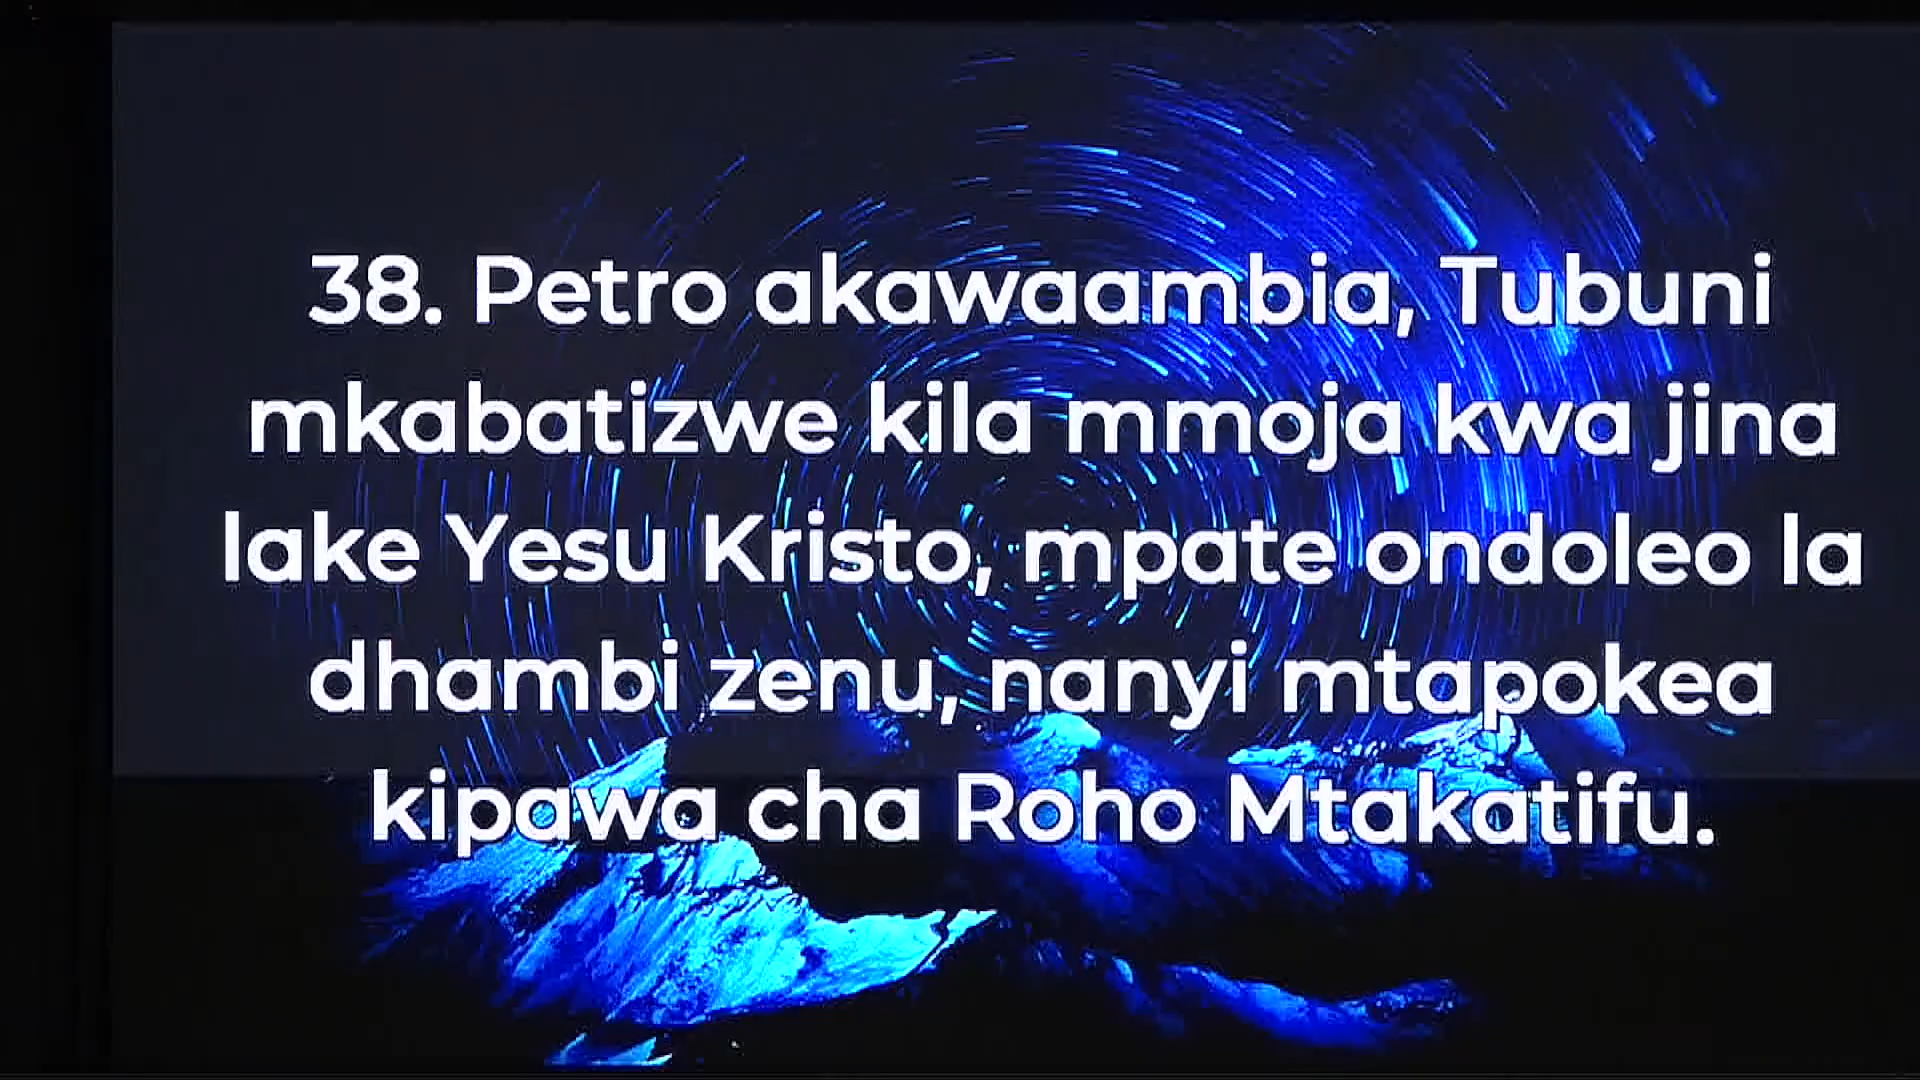 38. Petro akawaambia, Tubuni
mkabatizwe kila mmoja kwa jina
lake Yesu Kristo, mpate ondoleo la
dhambi zenu, nanyi mtapokea
kipawa cha Roho Mtakatifu.